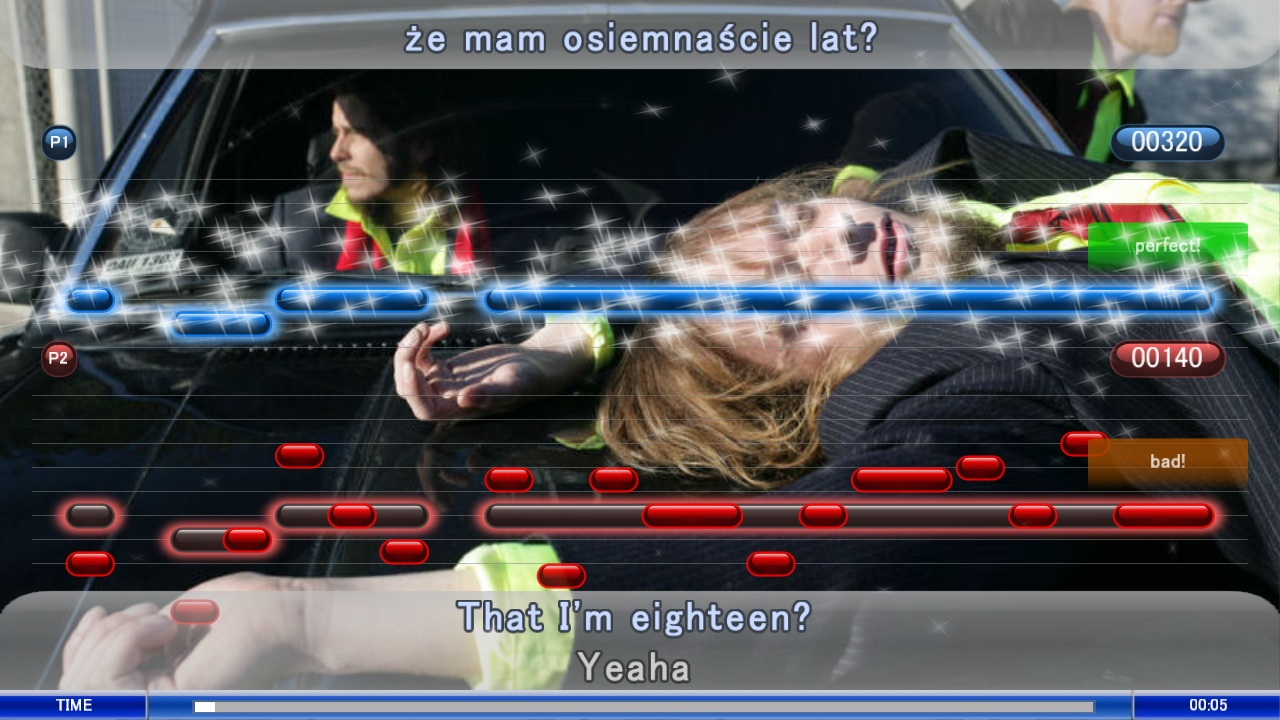 że mam osiemnaście lat?
P1
00320
perfect!
P2
00140
bad!
That I'm eighteen?
Yeaha
TIME
00:05